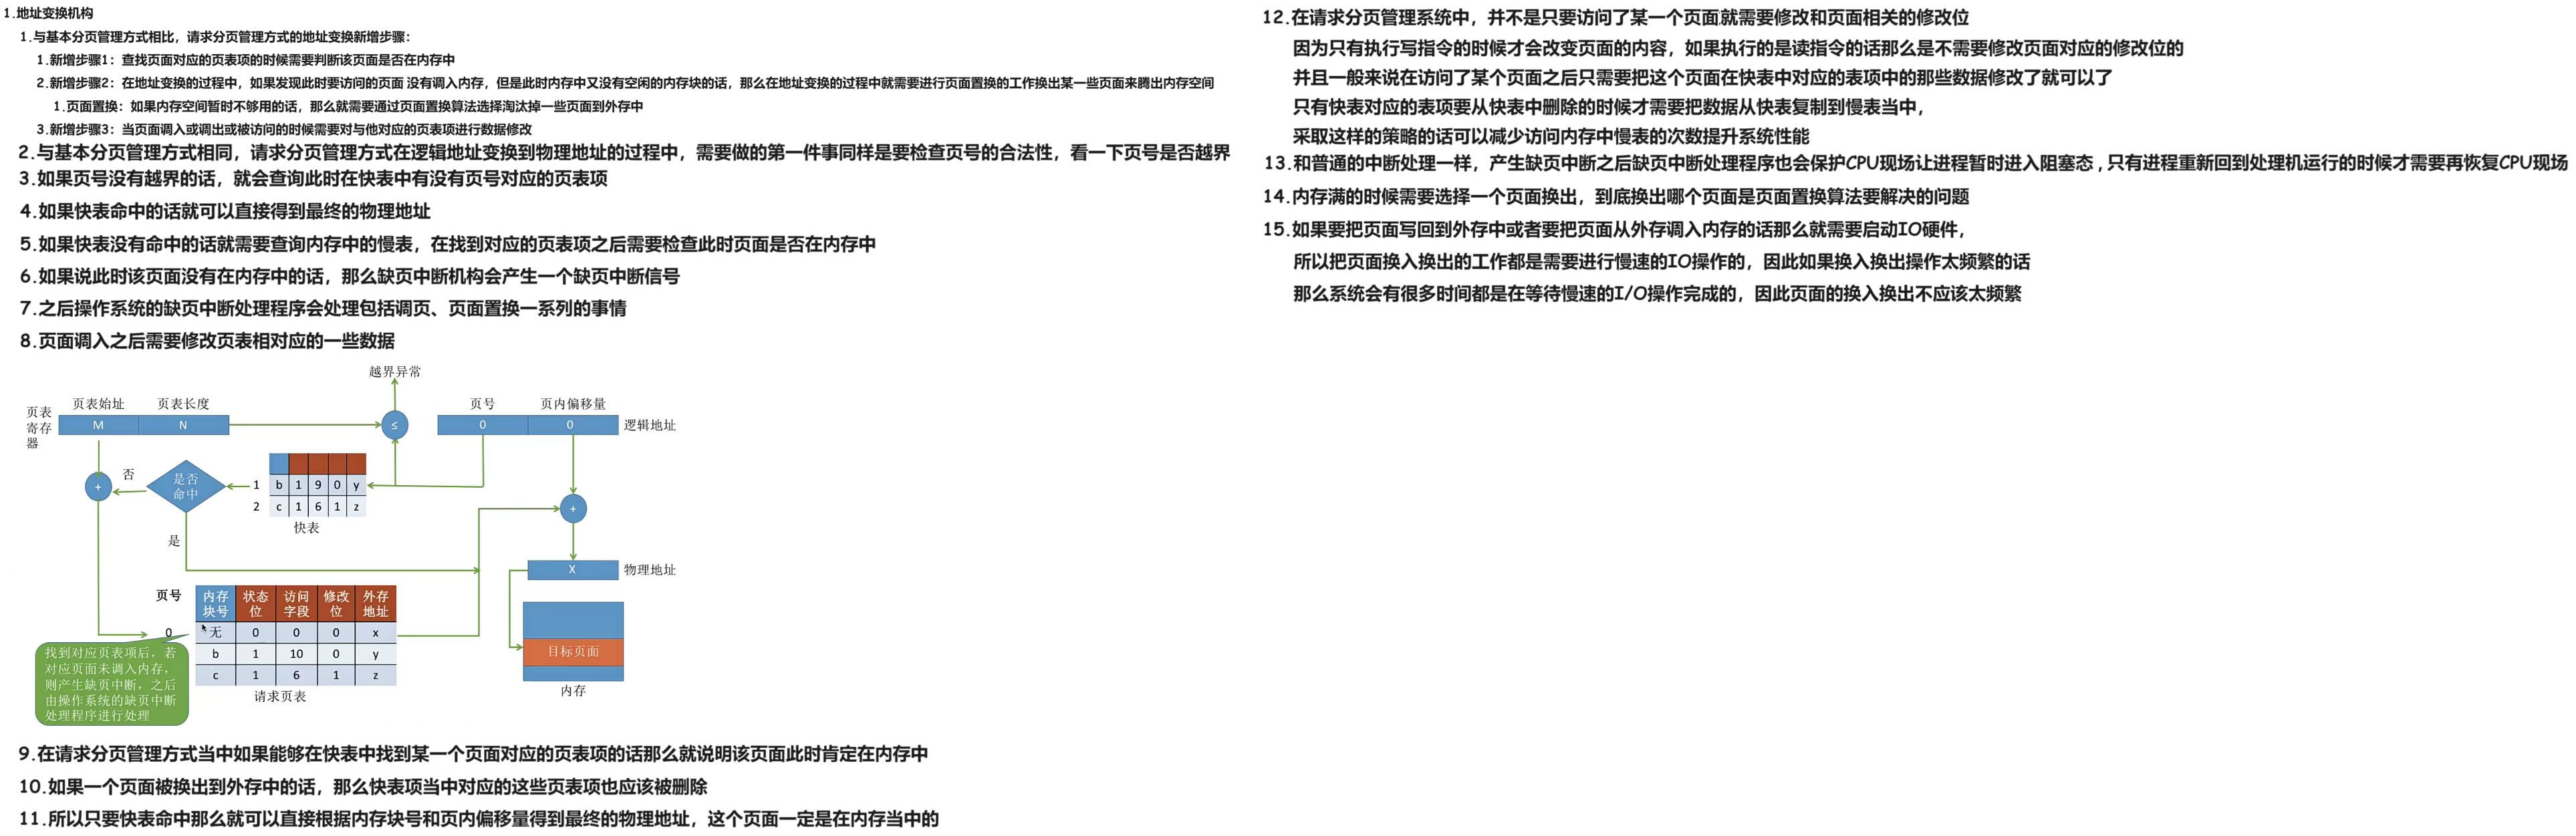 1.地址变换机构
1.与基本分页管理方式相比，请求分页管理方式的地址变换新增步骤：
1.新增步骤1：查找页面对应的页表项的时候需要判断该页面是否在内存中
2.新增步骤2：在地址变换的过程中，如果发现此时要访问的页面 没有调入内存，但是此时内存中又没有空闲的内存块的话，那么在地址变换的过程中就需要进行页面置换的工作换出某一些页面来腾出内存空间
1.页面置换：如果内存空间暂时不够用的话，那么就需要通过页面置换算法选择淘汰掉一些页面到外存中
3.新增步骤3：当页面调入或调出或被访问的时候需要对与他对应的页表项进行数据修改
2.与基本分页管理方式相同，请求分页管理方式在逻辑地址变换到物理地址的过程中，需要做的第一件事同样是要检查页号的合法性，看一下页号是否越界
3.如果页号没有越界的话，就会查询此时在快表中有没有页号对应的页表项
4.如果快表命中的话就可以直接得到最终的物理地址
5.如果快表没有命中的话就需要查询内存中的慢表，在找到对应的页表项之后需要检查此时页面是否在内存中
6.如果说此时该页面没有在内存中的话，那么缺页中断机构会产生一个缺页中断信号
7.之后操作系统的缺页中断处理程序会处理包括调页、页面置换一系列的事情
8.页面调入之后需要修改页表相对应的一些数据
越界异常
页表寄存器
页表始址 页表长度
M N
≤
页号 页内偏移量
0 0 逻辑地址
+
否
是否命中
1 b 1 9 0 y
2 c 1 6 1 z
快表
+
是
X 物理地址
页号 内存块号 状态位 访问字段 修改位 外存地址
0 无 0 0 0 x
b 1 10 0 y
c 1 6 1 z
请求页表
目标页面
内存
找到对应页表项后，若
对应页面未调入内存，
则产生缺页中断，之后
由操作系统的缺页中断
处理程序进行处理
9.在请求分页管理方式当中如果能够在快表中找到某一个页面对应的页表项的话那么就说明该页面此时肯定在内存中
10.如果一个页面被换出到外存中的话，那么快表项当中对应的这些页表项也应该被删除
11.所以只要快表命中那么就可以直接根据内存块号和页内偏移量得到最终的物理地址，这个页面一定是在内存当中的
12.在请求分页管理系统中，并不是只要访问了某一个页面就需要修改和页面相关的修改位
因为只有执行写指令的时候才会改变页面的内容，如果执行的是读指令的话那么是不需要修改页面对应的修改位的
并且一般来说在访问了某个页面之后只需要把这个页面在快表中对应的表项中的那些数据修改了就可以了
只有快表对应的表项要从快表中删除的时候才需要把数据从快表复制到慢表当中，
采取这样的策略的话可以减少访问内存中慢表的次数提升系统性能
13.和普通的中断处理一样，产生缺页中断之后缺页中断处理程序也会保护CPU现场让进程暂时进入阻塞态，只有进程重新回到处理机运行的时候才需要再恢复CPU现场
14.内存满的时候需要选择一个页面换出，到底换出哪个页面是页面置换算法要解决的问题
15.如果要把页面写回到外存中或者要把页面从外存调入内存的话那么就需要启动IO硬件，
所以把页面换入换出的工作都是需要进行慢速的IO操作的，因此如果换入换出操作太频繁的话
那么系统会有很多时间都是在等待慢速的I/O操作完成的，因此页面的换入换出不应该太频繁